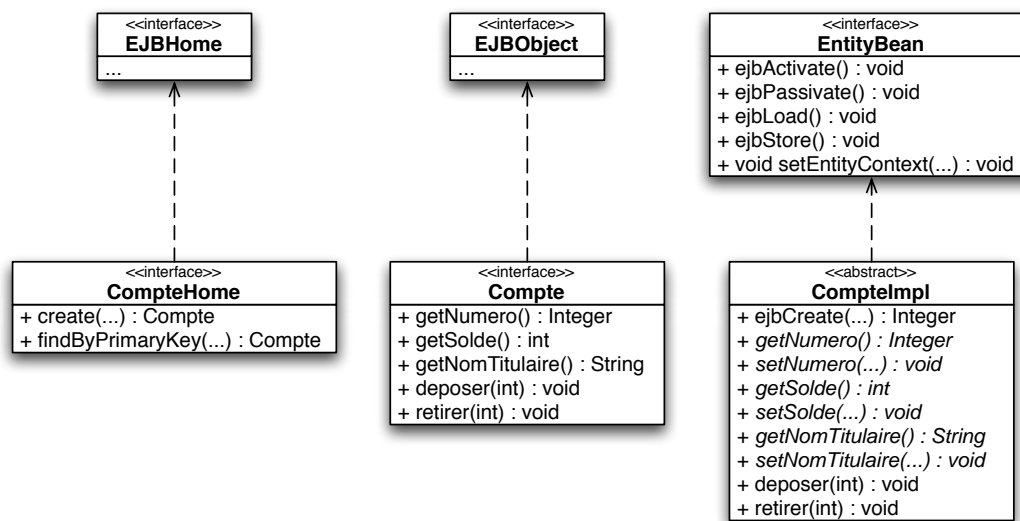 <<interface>>
EJBHome
...
<<interface>>
EJBObject
...
<<interface>>
EntityBean
+ ejbActivate() : void
+ ejbPassivate() : void
+ ejbLoad() : void
+ ejbStore() : void
+ void setEntityContext(...) : void
<<interface>>
CompteHome
+ create(...) : Compte
+ findByPrimaryKey(...) : Compte
<<interface>>
Compte
+ getNumero() : Integer
+ getSolde() : int
+ getNomTitulaire() : String
+ deposer(int) : void
+ retirer(int) : void
<<abstract>>
CompteImpl
+ ejbCreate(...) : Integer
+ getNumero() : Integer
+ setNumero(...) : void
+ getSolde() : int
+ setSolde(...) : void
+ getNomTitulaire() : String
+ setNomTitulaire(...) : void
+ deposer(int) : void
+ retirer(int) : void